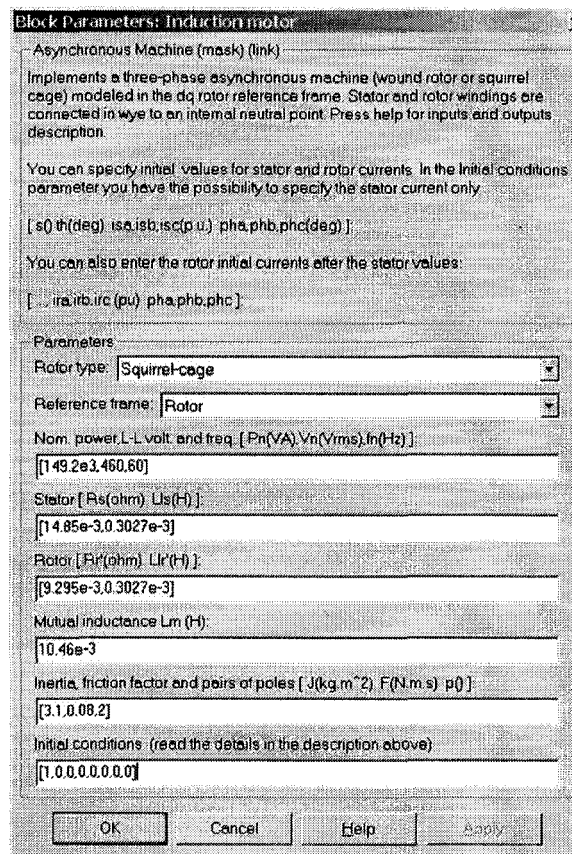 Block Parameters: Induction motor
Asynchronous Machine (mask) (link)
Implements a three-phase asynchronous machine (wound rotor or squirrel
cage) modeled in the dq rotor reference frame. Stator and rotor windings are
connected in wye to an internal neutral point. Press help for inputs and outputs
description.
You can specify initial values for stator and rotor currents. In the Initial conditions
parameter you have the possibility to specify the stator current only
[ s() th(deg) isa,isb,isc(p.u.) pha,phb,phc(deg) ];
You can also enter the rotor initial currents after the stator values:
[ ... ira,irb,irc (pu) pha,phb,phc ]
Parameters
Rotor type: Squirrel-cage
Reference frame: Rotor
Nom. power,L-L volt. and freq. [ Pn(VA),Vn(Vrms),fn(Hz) ]:
[149.2e3,460,60]
Stator [ Rs(ohm) Lls(H) ]:
[14.85e-3,0.3027e-3]
Rotor [ Rr'(ohm) Llr'(H) ]:
[9.295e-3,0.3027e-3]
Mutual inductance Lm (H):
10.46e-3
Inertia, friction factor and pairs of poles [ J(kg.m^2) F(N.m.s) p() ]
[3.1,0.08,2]
Initial conditions (read the details in the description above)
[1,0,0,0,0,0,0,0]
OK Cancel Help Apply